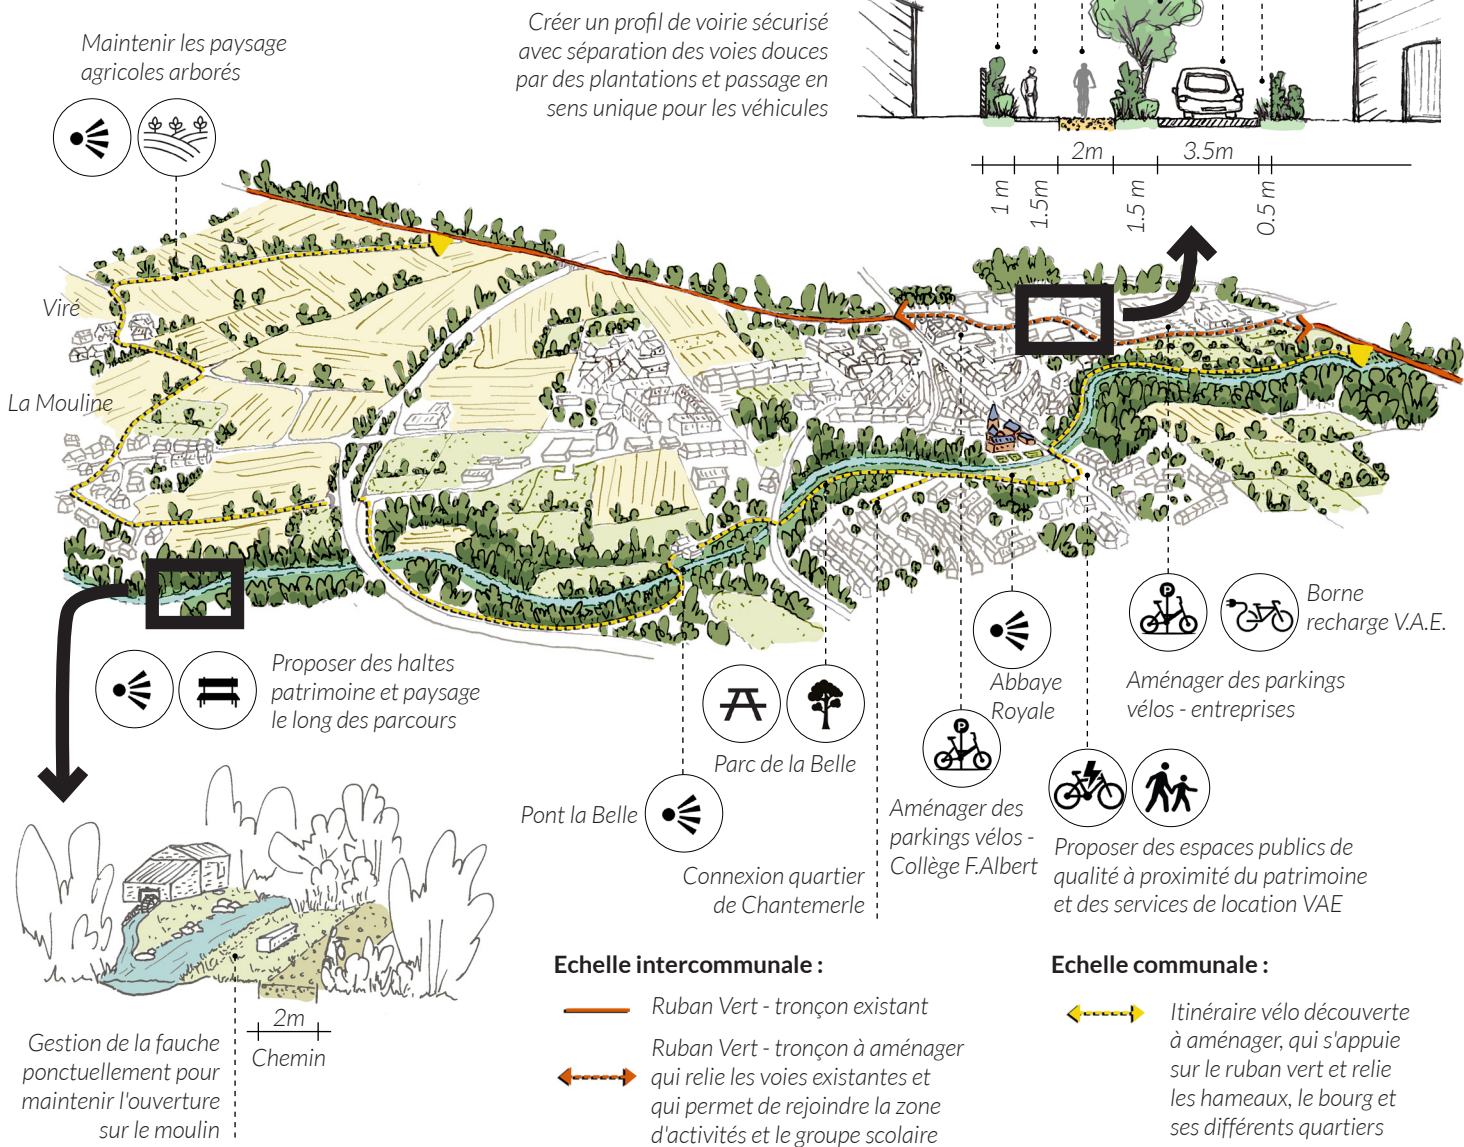 Créer un profil de voirie sécurisé
avec séparation des voies douces
par des plantations et passage en
sens unique pour les véhicules
Maintenir les paysage
agricoles arborés
2m
3.5m
1 m
1.5m
1.5 m
0.5 m
Viré
La Mouline
Proposer des haltes
patrimoine et paysage
le long des parcours
Pont la Belle
Parc de la Belle
Connexion quartier
de Chantemerle
P
Aménager des
parkings vélos -
Collège F.Albert
Abbaye
Royale
P
Borne
recharge V.A.E.
Aménager des parkings
vélos - entreprises
Proposer des espaces publics de
qualité à proximité du patrimoine
et des services de location VAE
2m
Chemin
Gestion de la fauche
ponctuellement pour
maintenir l'ouverture
sur le moulin
Echelle intercommunale :
Ruban Vert - tronçon existant
Ruban Vert - tronçon à aménager
qui relie les voies existantes et
qui permet de rejoindre la zone
d'activités et le groupe scolaire
Echelle communale :
Itinéraire vélo découverte
à aménager, qui s'appuie
sur le ruban vert et relie
les hameaux, le bourg et
ses différents quartiers